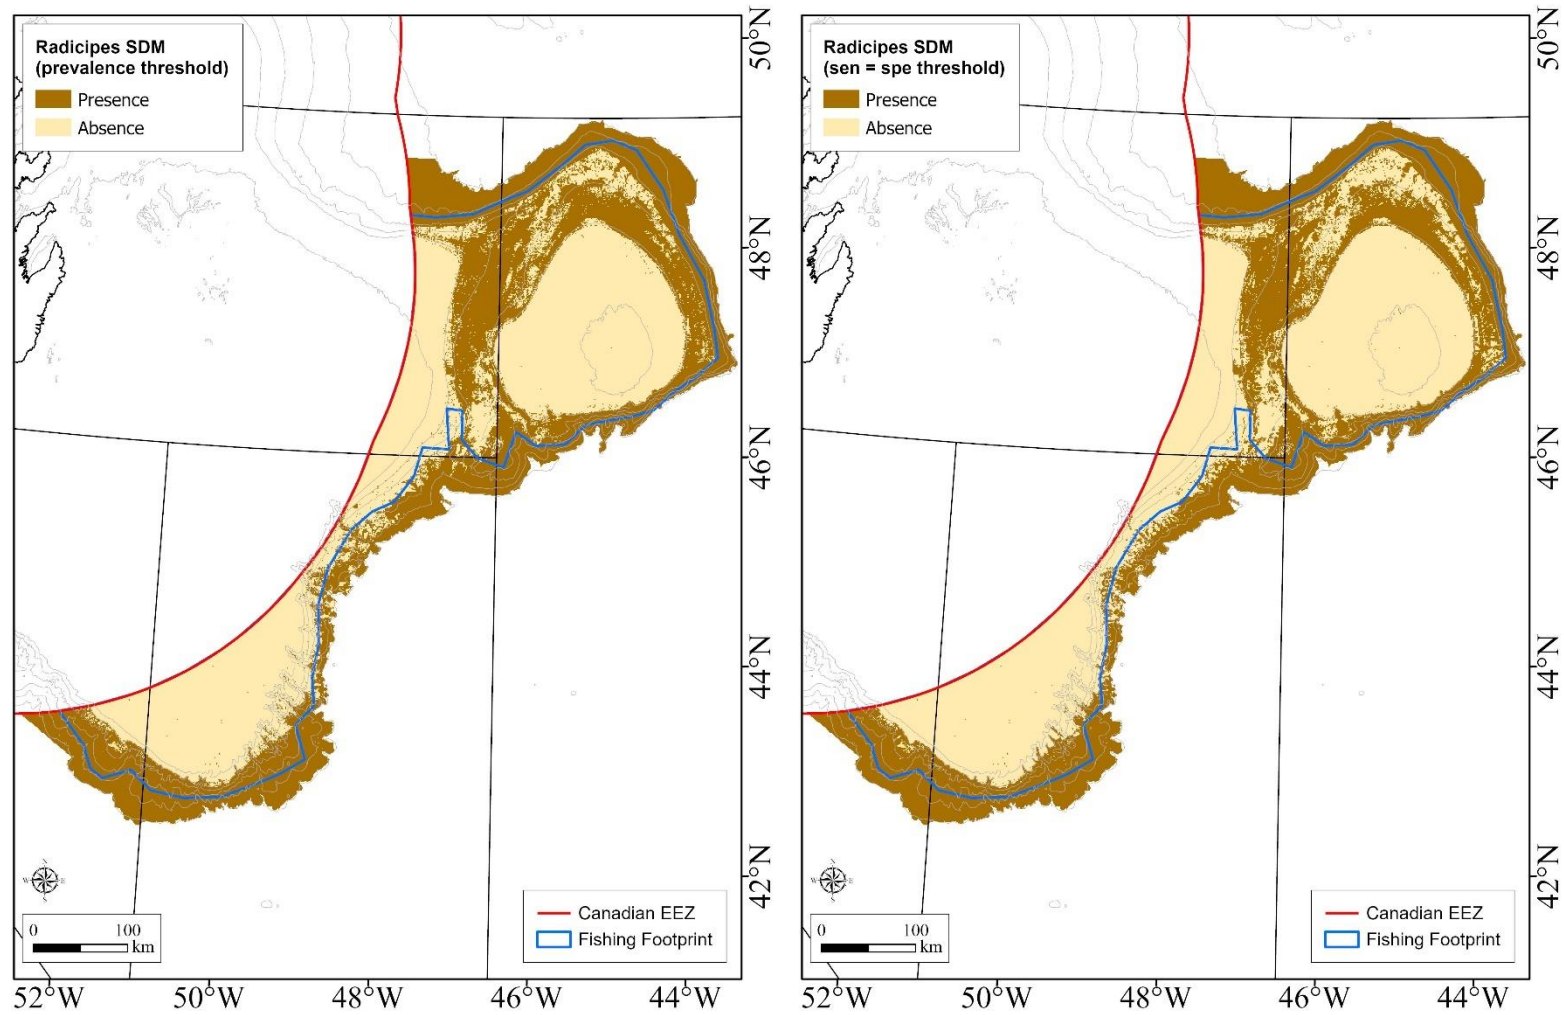 Radicipes SDM
(prevalence threshold)
Presence
Absence
50°N
48°N
46°N
44°N
42°N
N
W
E
0 100
km
Canadian EEZ
Fishing Footprint
52°W 50°W 48°W 46°W 44°W
Radicipes SDM
(sen = spe threshold)
Presence
Absence
50°N
48°N
46°N
44°N
42°N
N
W
E
0 100
km
Canadian EEZ
Fishing Footprint
52°W 50°W 48°W 46°W 44°W